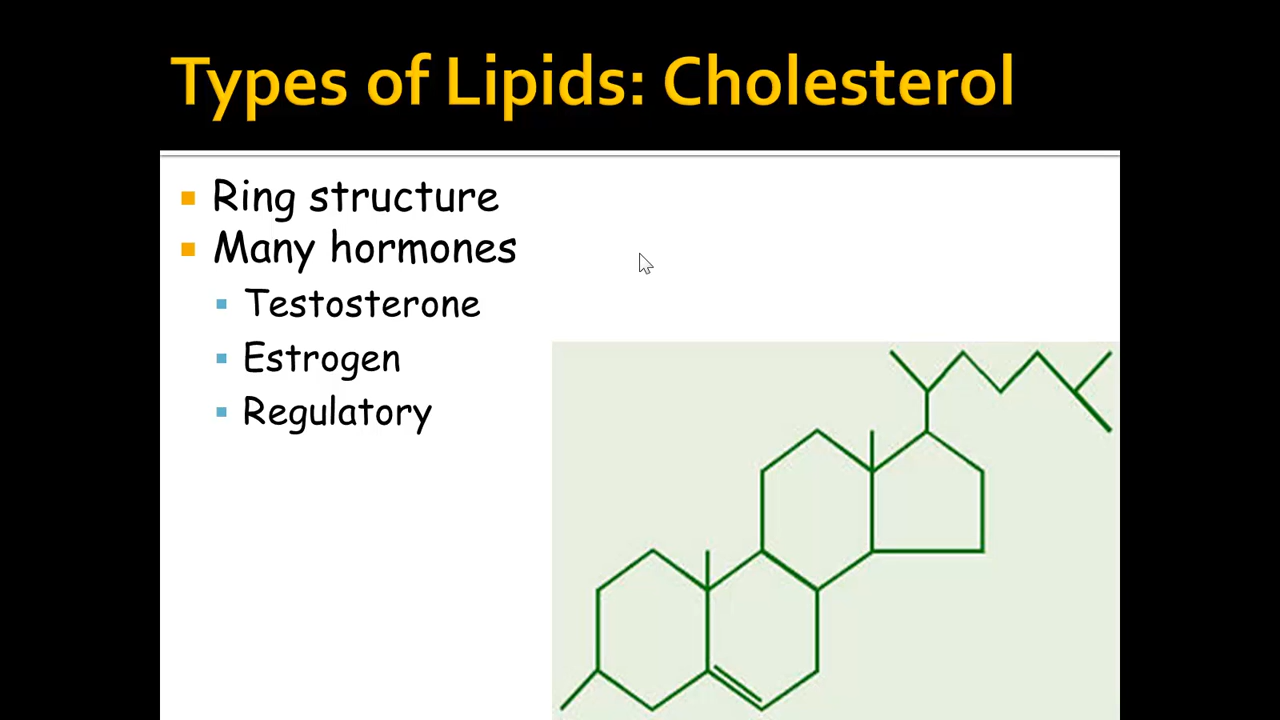 Types of Lipids: Cholesterol
Ring structure
Many hormones
Testosterone
Estrogen
Regulatory